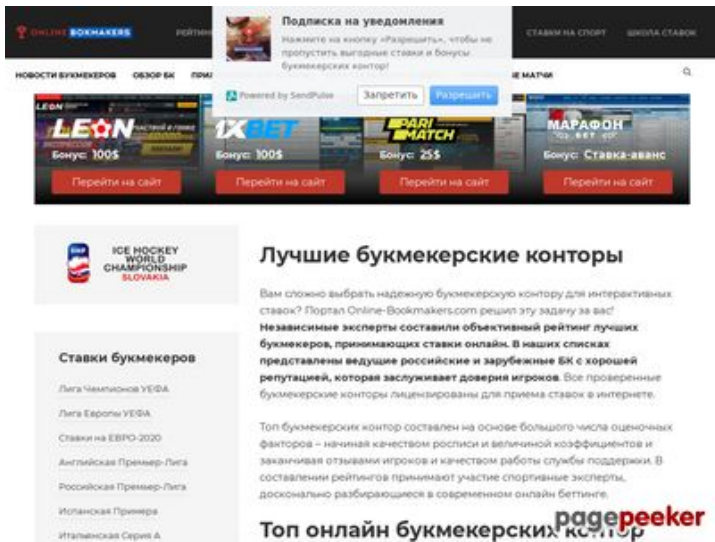 ONLINE BOOKMAKERS
РЕЙТИН
Подписка на уведомления
Нажмите на кнопку «Разрешить», чтобы не
пропустить выгодные ставки и бонусы
букмекерских контор!
Powered by SendPulse
Запретить
Разрешить
СТАВКИ НА СПОРТ
ШКОЛА СТАВОК
НОВОСТИ БУКМЕКЕРОВ
ОБЗОР БК
ПРИЛ
Е МАТЧИ
LEON
LEON
1XBET
PARI
MATCH
МАРАФОН
BET
Бонус: 100$
Бонус: 100$
Бонус: 25$
Бонус: Ставка-аванс
Перейти на сайт
Перейти на сайт
Перейти на сайт
Перейти на сайт
ICE HOCKEY
WORLD
CHAMPIONSHIP
SLOVAKIA
Лучшие букмекерские конторы
Вам сложно выбрать надежную букмекерскую контору для интерактивных
ставок? Портал Online-Bookmakers.com решил эту задачу за вас!
Независимые эксперты составили объективный рейтинг лучших
букмекеров, принимающих ставки онлайн. В наших списках
представлены ведущие российские и зарубежные БК с хорошей
репутацией, которая заслуживает доверия игроков. Все проверенные
букмекерские конторы лицензированы для приема ставок в интернете.
Топ букмекерских контор составлен на основе большого числа оценочных
факторов – начиная качеством росписи и величиной коэффициентов и
заканчивая отзывами игроков и качеством работы службы поддержки. В
составлении рейтингов принимают участие спортивные эксперты,
досконально разбирающиеся в современном онлайн беттинге.
Топ онлайн букмекерских контор
Ставки букмекеров
Лига Чемпионов УЕФА
Лига Европы УЕФА
Ставки на ЕВРО-2020
Английская Премьер-Лига
Российская Премьер-Лига
Испанская Примера
Итальянская Серия А
pagepeeker